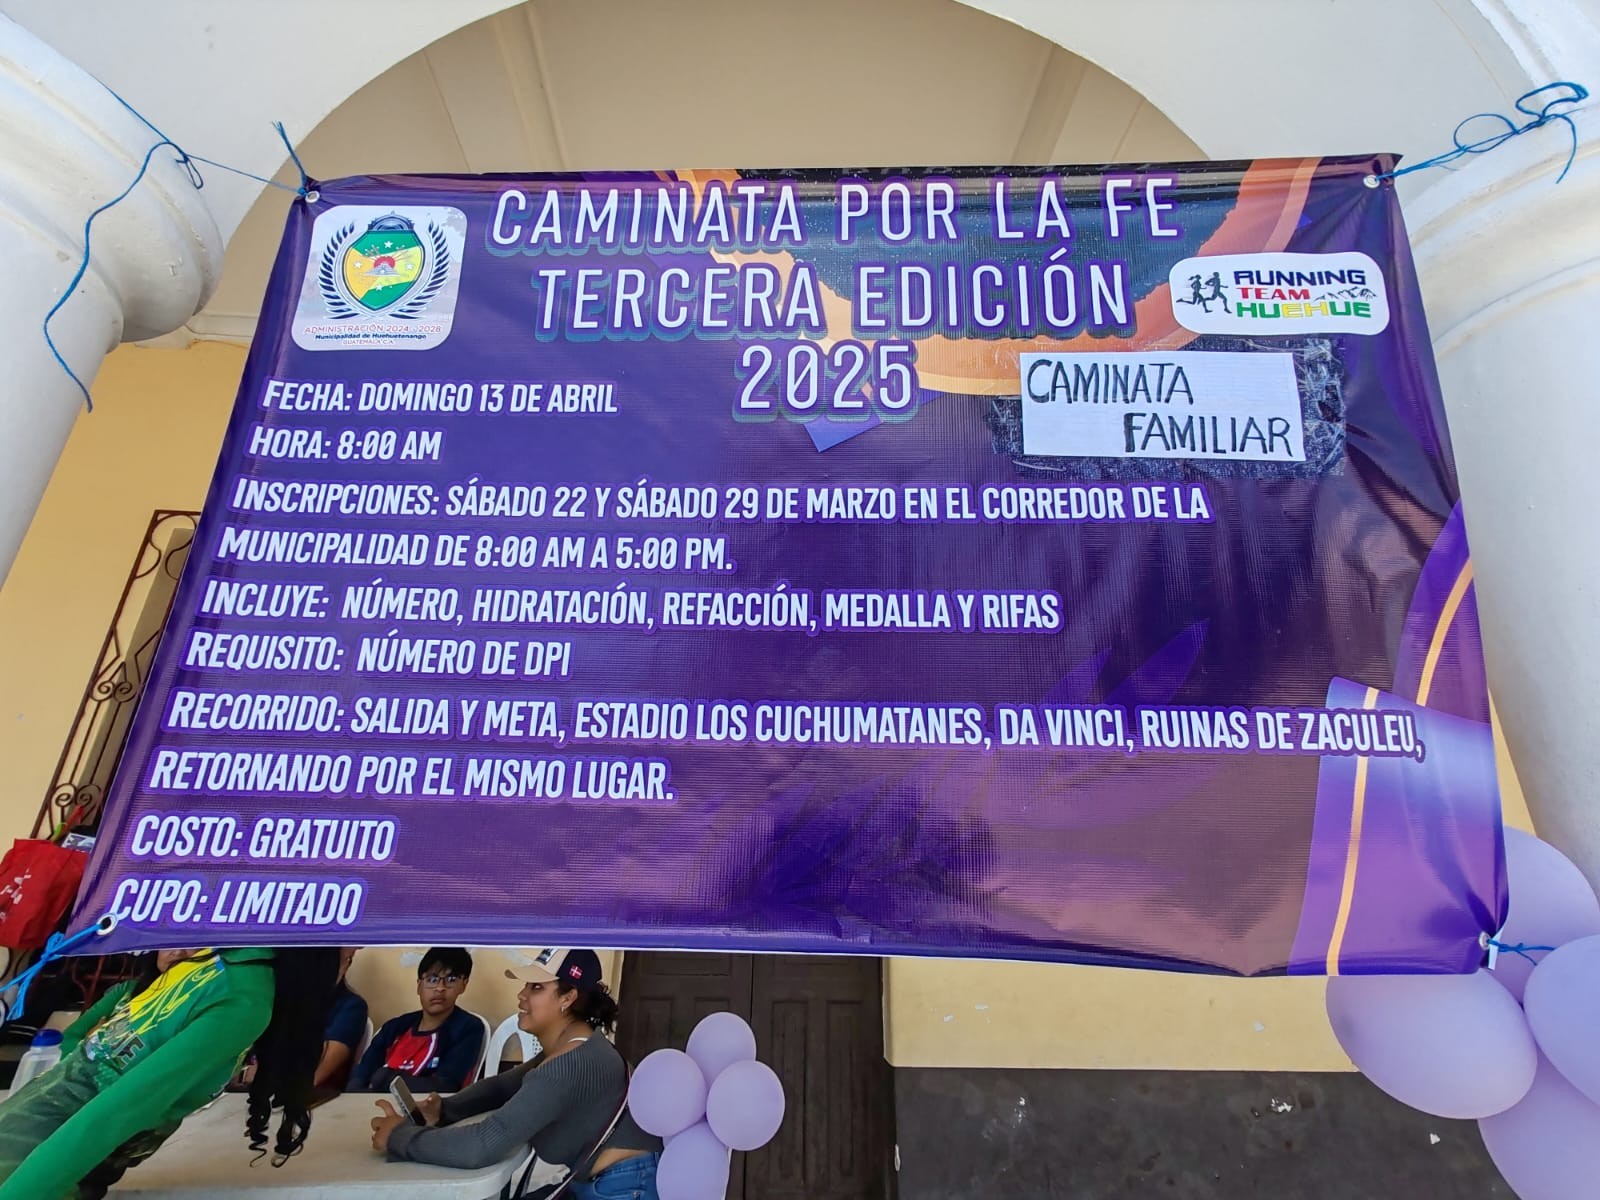 CAMINATA POR LA FE
TERCERA EDICIÓN
2025
ADMINISTRACIÓN 2024 - 2028
Municipalidad de Huehuetenango
GUATEMALA C.A.
RUNNING
TEAM
HUEHUE
CAMINATA
FAMILIAR
FECHA: DOMINGO 13 DE ABRIL
HORA: 8:00 AM
INSCRIPCIONES: SÁBADO 22 Y SÁBADO 29 DE MARZO EN EL CORREDOR DE LA
MUNICIPALIDAD DE 8:00 AM A 5:00 PM.
INCLUYE: NÚMERO, HIDRATACIÓN, REFACCIÓN, MEDALLA Y RIFAS
REQUISITO: NÚMERO DE DPI
RECORRIDO: SALIDA Y META, ESTADIO LOS CUCHUMATANES, DA VINCI, RUINAS DE ZACULEU,
RETORNANDO POR EL MISMO LUGAR.
COSTO: GRATUITO
CUPO: LIMITADO